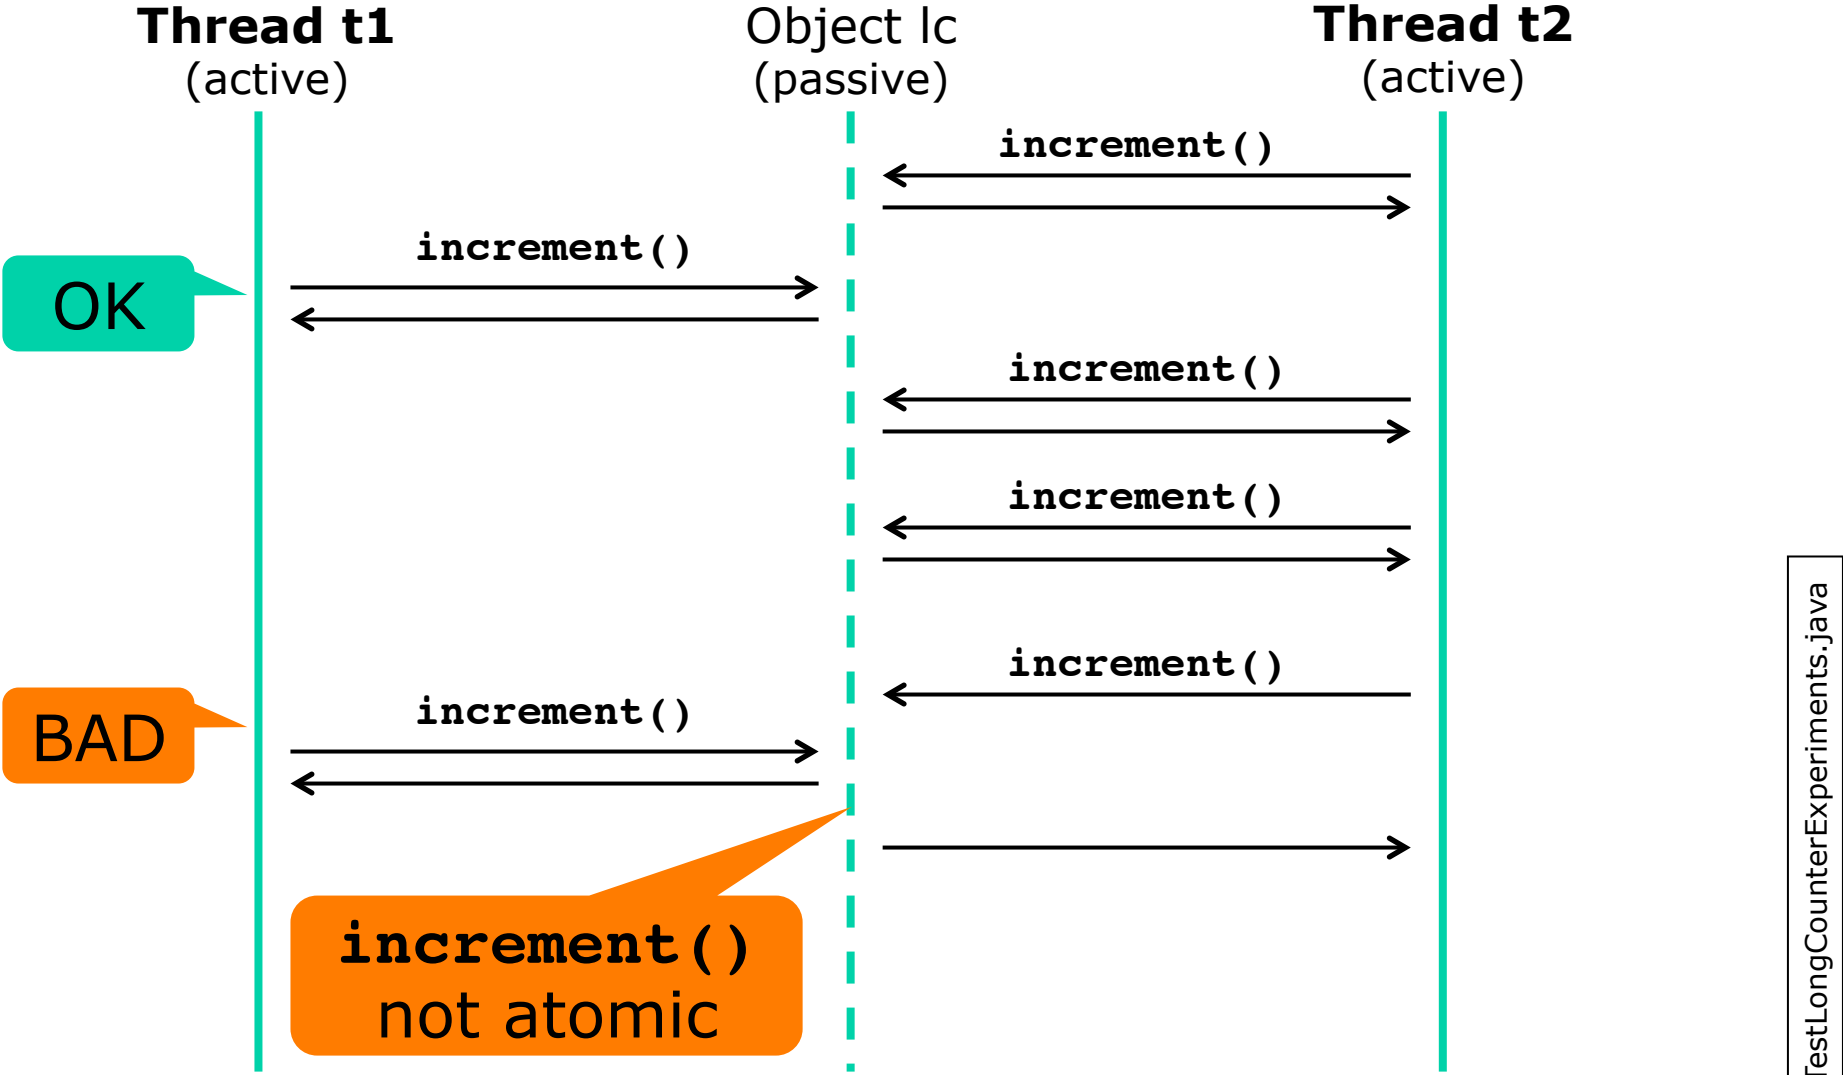 Thread t1
(active)
Object lc
(passive)
Thread t2
(active)
increment()
increment()
OK
increment()
increment()
increment()
increment()
BAD
increment()
not atomic
TestLongCounterExperiments.java